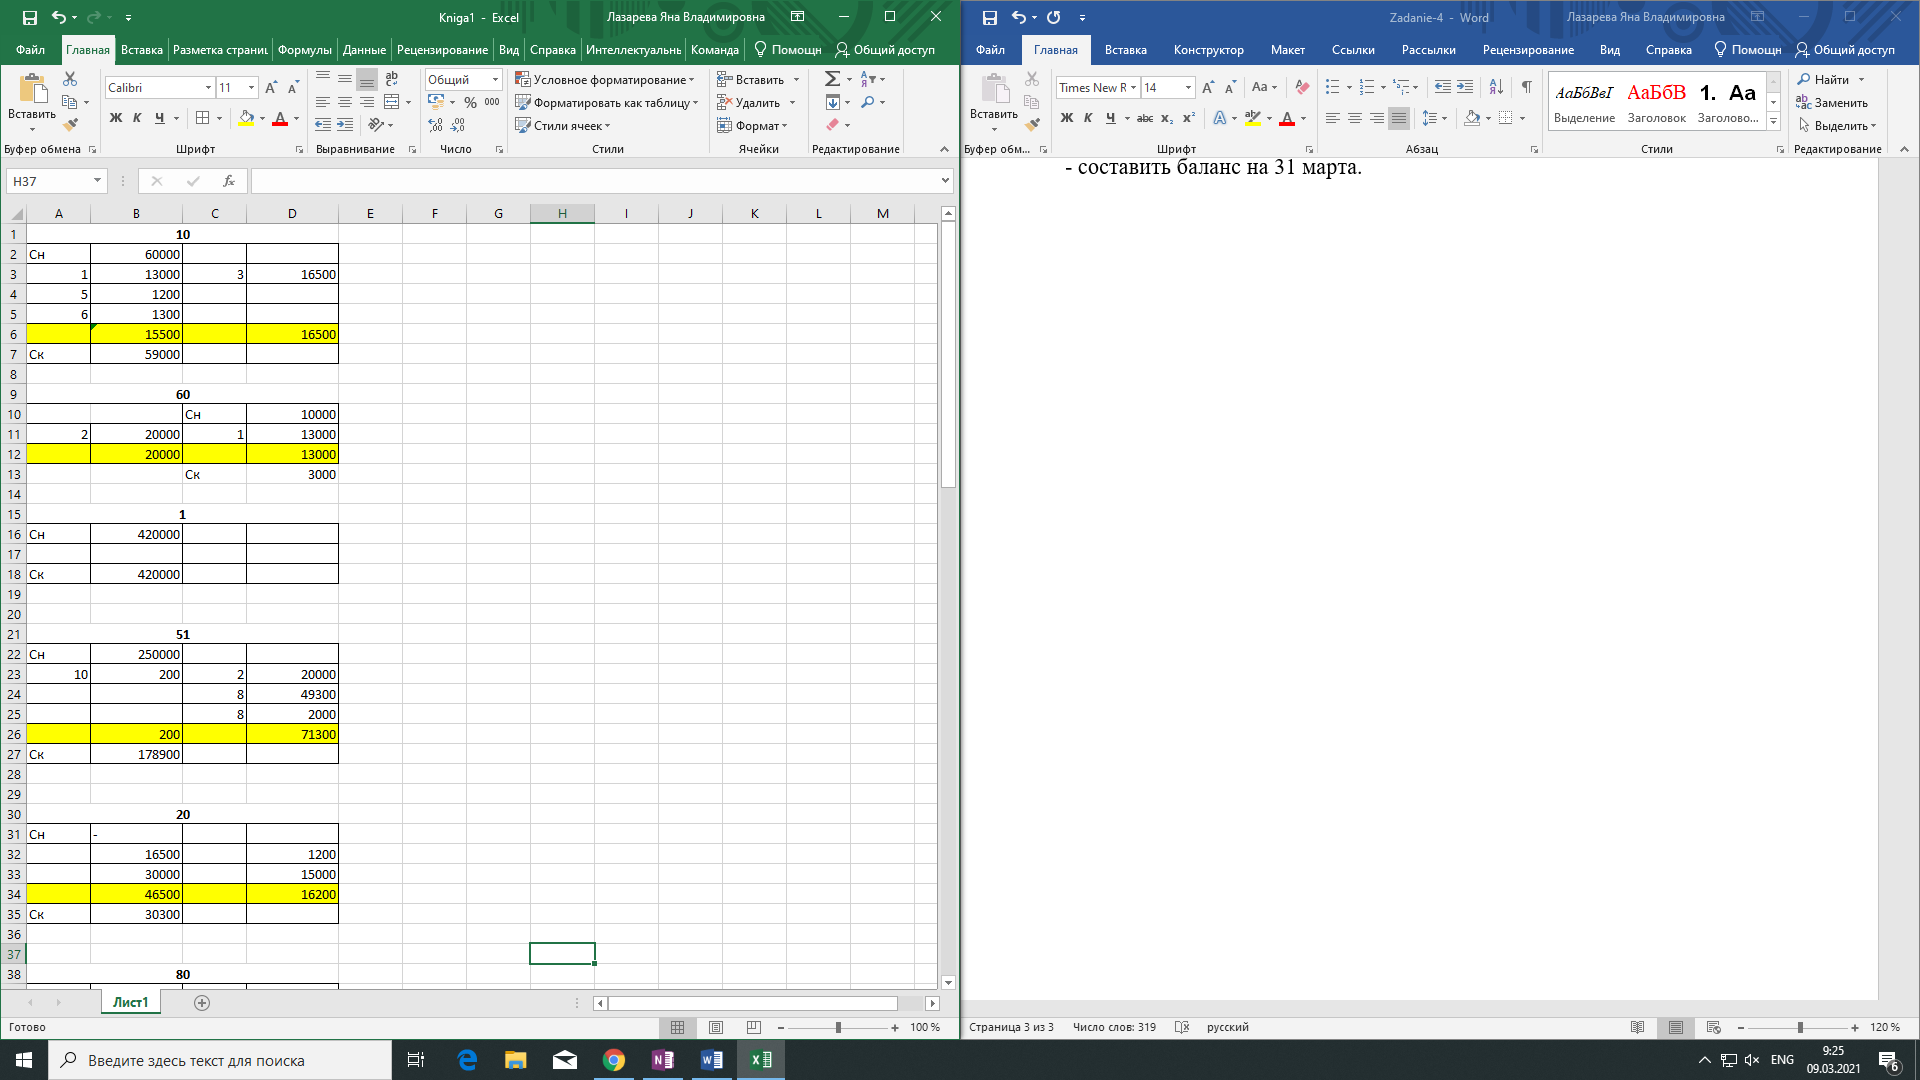 Kniga1 - Excel
Лазарева Яна Владимировна
Файл Главная Вставка Разметка страниц Формулы Данные Рецензирование Вид Справка Интеллектуальн Команда Помощн Общий доступ
Вставить
Calibri 11
Ж К Ч
Общий
% 000
Условное форматирование
Форматировать как таблицу
Стили ячеек
Вставить
Удалить
Формат
Буфер обмена Шрифт Выравнивание Число Стили Ячейки Редактирование
H37 fx
A B C D E F G H I J K L M
1 10
2 Сн 60000
3 1 13000 3 16500
4 5 1200
5 6 1300
6 15500 16500
7 Ск 59000
8
9 60
10 Сн 10000
11 2 20000 1 13000
12 20000 13000
13 Ск 3000
14
15 1
16 Сн 420000
17
18 Ск 420000
19
20
21 51
22 Сн 250000
23 10 200 2 20000
24 8 49300
25 8 2000
26 200 71300
27 Ск 178900
28
29
30 20
31 Сн -
32 16500 1200
33 30000 15000
34 46500 16200
35 Ск 30300
36
37
38 80
Лист1
Готово
100 %
Zadanie-4 - Word
Лазарева Яна Владимировна
Файл Главная Вставка Конструктор Макет Ссылки Рассылки Рецензирование Вид Справка Помощн Общий доступ
Вставить
Times New R 14
Ж К Ч abc x₂ x²
АаБбВвІ АаБбВ 1. Аа
Выделение Заголовок Заголово...
Найти
Заменить
Выделить
Буфер обм... Шрифт Абзац Стили Редактирование
- составить баланс на 31 марта.
Страница 3 из 3 Число слов: 319 русский
120 %
Введите здесь текст для поиска
ENG
9:25
09.03.2021
6